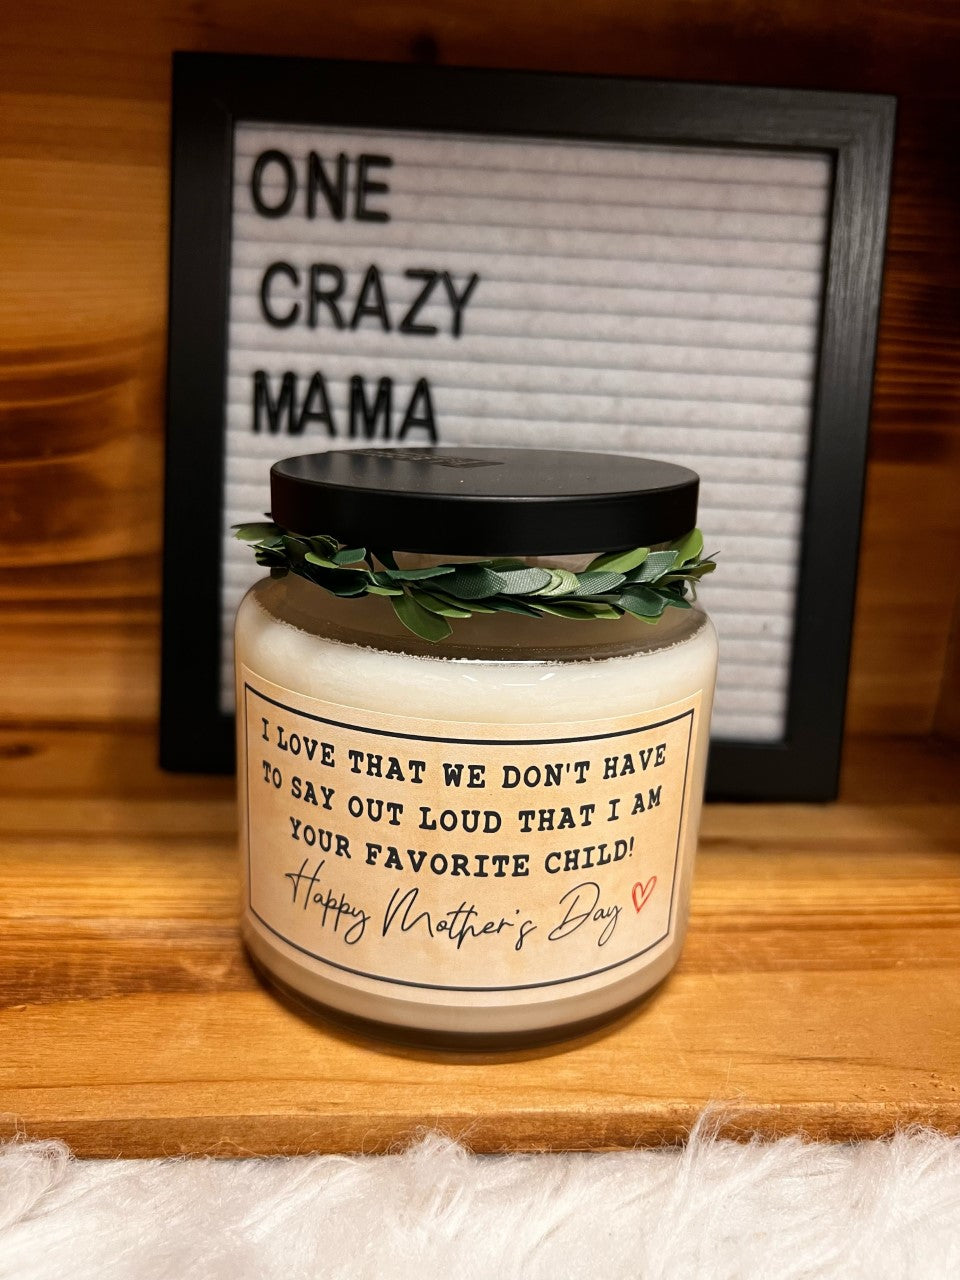 ONE
CRAZY
MAMA
I LOVE THAT WE DON'T HAVE
TO SAY OUT LOUD THAT I AM
YOUR FAVORITE CHILD!
Happy Mother's Day